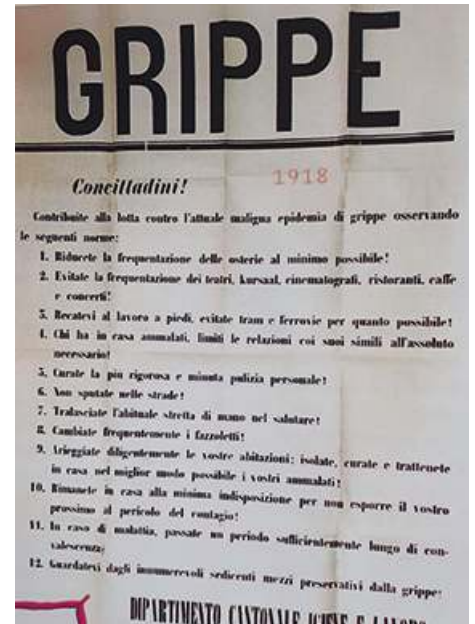 GRIPPE
Concittadini!
1918
Contribuite alla lotta contro l'attuale maligna epidemia di grippe osservando
le seguenti norme:
1. Riducete la frequentazione delle osterie al minimo possibile!
2. Evitate la frequentazione dei teatri, kursaal, cinematografi, ristoranti, caffe
e concerti!
3. Recatevi al lavoro a piedi, evitate tram e ferrovie per quanto possibile!
4. Chi ha in casa ammalati, limiti le relazioni coi suoi simili all'assoluto
necessario!
5. Curate la più rigorosa e minuta pulizia personale!
6. Non sputate nelle strade!
7. Tralasciate l'abituale stretta di mano nel salutare!
8. Cambiate frequentemente i fazzoletti!
9. Arieggiate diligentemente le vostre abitazioni; isolate, curate e trattenete
in casa nel miglior modo possibile i vostri ammalati!
10. Rimanete in casa alla minima indisposizione per non esporre il vostro
prossimo al pericolo del contagio!
11. In caso di malattia, passate un periodo sufficientemente lungo di con-
valescenza;
12. Guardatevi dagli innumerevoli sedicenti mezzi preservativi dalla grippe!
DIPARTIMENTO CANTONALE IGIENE E LAVORO